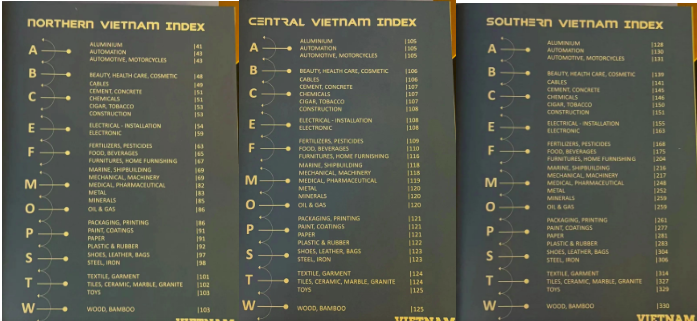 NORTHERN VIETNAM INDEX
A
ALUMINIUM |41
AUTOMATION |43
AUTOMOTIVE, MOTORCYCLES |43
B
BEAUTY, HEALTH CARE, COSMETIC |48
C
CABLES |49
CEMENT, CONCRETE |51
CHEMICALS |51
CIGAR, TOBACCO |53
CONSTRUCTION |53
E
ELECTRICAL - INSTALLATION |54
ELECTRONIC |59
F
FERTILIZERS, PESTICIDES |63
FOOD, BEVERAGES |65
FURNITURES, HOME FURNISHING |67
M
MARINE, SHIPBUILDING |69
MECHANICAL, MACHINERY |69
MEDICAL, PHARMACEUTICAL |82
METAL |83
MINERALS |85
O
OIL & GAS |86
P
PACKAGING, PRINTING |86
PAINT, COATINGS |91
PAPER |91
PLASTIC & RUBBER |92
S
SHOES, LEATHER, BAGS |97
STEEL, IRON |98
T
TEXTILE, GARMENT |101
TILES, CERAMIC, MARBLE, GRANITE |102
TOYS |103
W
WOOD, BAMBOO |103
VIETNAM
CENTRAL VIETNAM INDEX
A
ALUMINIUM |105
AUTOMATION |105
AUTOMOTIVE, MOTORCYCLES |105
B
BEAUTY, HEALTH CARE, COSMETIC |106
C
CABLES |106
CEMENT, CONCRETE |107
CHEMICALS |107
CIGAR, TOBACCO |107
CONSTRUCTION |108
E
ELECTRICAL - INSTALLATION |108
ELECTRONIC |108
F
FERTILIZERS, PESTICIDES |109
FOOD, BEVERAGES |110
FURNITURES, HOME FURNISHING |116
M
MARINE, SHIPBUILDING |118
MECHANICAL, MACHINERY |118
MEDICAL, PHARMACEUTICAL |119
METAL |120
MINERALS |120
O
OIL & GAS |120
P
PACKAGING, PRINTING |121
PAINT, COATINGS |121
PAPER |121
PLASTIC & RUBBER |122
S
SHOES, LEATHER, BAGS |123
STEEL, IRON |123
T
TEXTILE, GARMENT |124
TILES, CERAMIC, MARBLE, GRANITE |124
TOYS |125
W
WOOD, BAMBOO |125
VIETNAM
SOUTHERN VIETNAM INDEX
A
ALUMINIUM |128
AUTOMATION |130
AUTOMOTIVE, MOTORCYCLES |131
B
BEAUTY, HEALTH CARE, COSMETIC |139
C
CABLES |141
CEMENT, CONCRETE |145
CHEMICALS |146
CIGAR, TOBACCO |150
CONSTRUCTION |151
E
ELECTRICAL - INSTALLATION |155
ELECTRONIC |163
F
FERTILIZERS, PESTICIDES |168
FOOD, BEVERAGES |175
FURNITURES, HOME FURNISHING |204
M
MARINE, SHIPBUILDING |216
MECHANICAL, MACHINERY |217
MEDICAL, PHARMACEUTICAL |248
METAL |252
MINERALS |259
O
OIL & GAS |259
P
PACKAGING, PRINTING |261
PAINT, COATINGS |277
PAPER |281
PLASTIC & RUBBER |283
S
SHOES, LEATHER, BAGS |304
STEEL, IRON |306
T
TEXTILE, GARMENT |314
TILES, CERAMIC, MARBLE, GRANITE |327
TOYS |329
W
WOOD, BAMBOO |330
VIETNAM